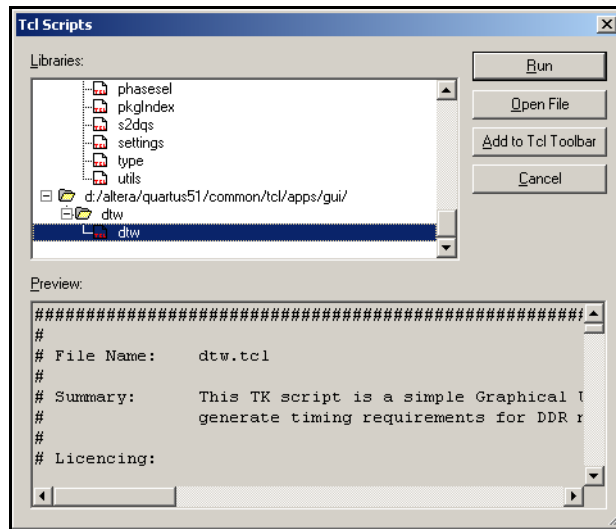 Tcl Scripts
Libraries:
phasesel
pkgIndex
s2dqs
settings
type
utils
d:/altera/quartus51/common/tcl/apps/gui/
dtw
dtw
Run
Open File
Add to Tcl Toolbar
Cancel
Preview:
#####################################################
#
# File Name: dtw.tcl
#
# Summary: This TK script is a simple Graphical
# generate timing requirements for DDR
#
# Licencing: